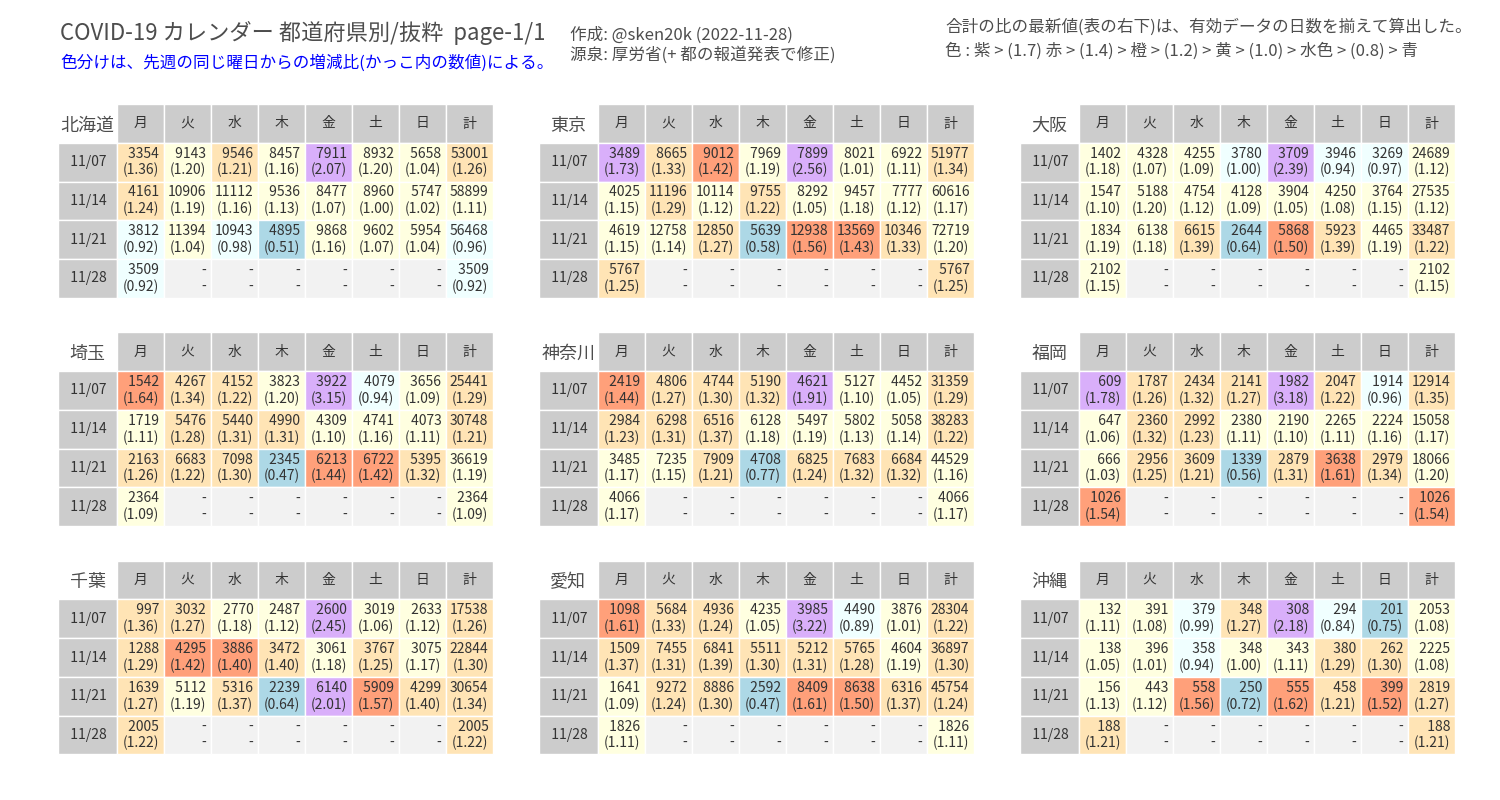 COVID-19 カレンダー 都道府県別/抜粋 page-1/1
色分けは、先週の同じ曜日からの増減比(かっこ内の数値)による。
作成: @sken20k (2022-11-28)
源泉: 厚労省(+ 都の報道発表で修正)
合計の比の最新値(表の右下)は、有効データの日数を揃えて算出した。
色 : 紫 > (1.7) 赤 > (1.4) > 橙 > (1.2) > 黄 > (1.0) > 水色 > (0.8) > 青
北海道 月 火 水 木 金 土 日 計
11/07 3354 9143 9546 8457 7911 8932 5658 53001
(1.36) (1.20) (1.21) (1.16) (2.07) (1.20) (1.04) (1.26)
11/14 4161 10906 11112 9536 8477 8960 5747 58899
(1.24) (1.19) (1.16) (1.13) (1.07) (1.00) (1.02) (1.11)
11/21 3812 11394 10943 4895 9868 9602 5954 56468
(0.92) (1.04) (0.98) (0.51) (1.16) (1.07) (1.04) (0.96)
11/28 3509 - - - - - - 3509
(0.92) - - - - - - (0.92)
東京 月 火 水 木 金 土 日 計
11/07 3489 8665 9012 7969 7899 8021 6922 51977
(1.73) (1.33) (1.42) (1.19) (2.56) (1.01) (1.11) (1.34)
11/14 4025 11196 10114 9755 8292 9457 7777 60616
(1.15) (1.29) (1.12) (1.22) (1.05) (1.18) (1.12) (1.17)
11/21 4619 12758 12850 5639 12938 13569 10346 72719
(1.15) (1.14) (1.27) (0.58) (1.56) (1.43) (1.33) (1.20)
11/28 5767 - - - - - - 5767
(1.25) - - - - - - (1.25)
大阪 月 火 水 木 金 土 日 計
11/07 1402 4328 4255 3780 3709 3946 3269 24689
(1.18) (1.07) (1.09) (1.00) (2.39) (0.94) (0.97) (1.12)
11/14 1547 5188 4754 4128 3904 4250 3764 27535
(1.10) (1.20) (1.12) (1.09) (1.05) (1.08) (1.15) (1.12)
11/21 1834 6138 6615 2644 5868 5923 4465 33487
(1.19) (1.18) (1.39) (0.64) (1.50) (1.39) (1.19) (1.22)
11/28 2102 - - - - - - 2102
(1.15) - - - - - - (1.15)
埼玉 月 火 水 木 金 土 日 計
11/07 1542 4267 4152 3823 3922 4079 3656 25441
(1.64) (1.34) (1.22) (1.20) (3.15) (0.94) (1.09) (1.29)
11/14 1719 5476 5440 4990 4309 4741 4073 30748
(1.11) (1.28) (1.31) (1.31) (1.10) (1.16) (1.11) (1.21)
11/21 2163 6683 7098 2345 6213 6722 5395 36619
(1.26) (1.22) (1.30) (0.47) (1.44) (1.42) (1.32) (1.19)
11/28 2364 - - - - - - 2364
(1.09) - - - - - - (1.09)
神奈川 月 火 水 木 金 土 日 計
11/07 2419 4806 4744 5190 4621 5127 4452 31359
(1.44) (1.27) (1.30) (1.32) (1.91) (1.10) (1.05) (1.29)
11/14 2984 6298 6516 6128 5497 5802 5058 38283
(1.23) (1.31) (1.37) (1.18) (1.19) (1.13) (1.14) (1.22)
11/21 3485 7235 7909 4708 6825 7683 6684 44529
(1.17) (1.15) (1.21) (0.77) (1.24) (1.32) (1.32) (1.16)
11/28 4066 - - - - - - 4066
(1.17) - - - - - - (1.17)
福岡 月 火 水 木 金 土 日 計
11/07 609 1787 2434 2141 1982 2047 1914 12914
(1.78) (1.26) (1.32) (1.27) (3.18) (1.22) (0.96) (1.35)
11/14 647 2360 2992 2380 2190 2265 2224 15058
(1.06) (1.32) (1.23) (1.11) (1.10) (1.11) (1.16) (1.17)
11/21 666 2956 3609 1339 2879 3638 2979 18066
(1.03) (1.25) (1.21) (0.56) (1.31) (1.61) (1.34) (1.20)
11/28 1026 - - - - - - 1026
(1.54) - - - - - - (1.54)
千葉 月 火 水 木 金 土 日 計
11/07 997 3032 2770 2487 2600 3019 2633 17538
(1.36) (1.27) (1.18) (1.12) (2.45) (1.06) (1.12) (1.26)
11/14 1288 4295 3886 3472 3061 3767 3075 22844
(1.29) (1.42) (1.40) (1.40) (1.18) (1.25) (1.17) (1.30)
11/21 1639 5112 5316 2239 6140 5909 4299 30654
(1.27) (1.19) (1.37) (0.64) (2.01) (1.57) (1.40) (1.34)
11/28 2005 - - - - - - 2005
(1.22) - - - - - - (1.22)
愛知 月 火 水 木 金 土 日 計
11/07 1098 5684 4936 4235 3985 4490 3876 28304
(1.61) (1.33) (1.24) (1.05) (3.22) (0.89) (1.01) (1.22)
11/14 1509 7455 6841 5511 5212 5765 4604 36897
(1.37) (1.31) (1.39) (1.30) (1.31) (1.28) (1.19) (1.30)
11/21 1641 9272 8886 2592 8409 8638 6316 45754
(1.09) (1.24) (1.30) (0.47) (1.61) (1.50) (1.37) (1.24)
11/28 1826 - - - - - - 1826
(1.11) - - - - - - (1.11)
沖縄 月 火 水 木 金 土 日 計
11/07 132 391 379 348 308 294 201 2053
(1.11) (1.08) (0.99) (1.27) (2.18) (0.84) (0.75) (1.08)
11/14 138 396 358 348 343 380 262 2225
(1.05) (1.01) (0.94) (1.00) (1.11) (1.29) (1.30) (1.08)
11/21 156 443 558 250 555 458 399 2819
(1.13) (1.12) (1.56) (0.72) (1.62) (1.21) (1.52) (1.27)
11/28 188 - - - - - - 188
(1.21) - - - - - - (1.21)